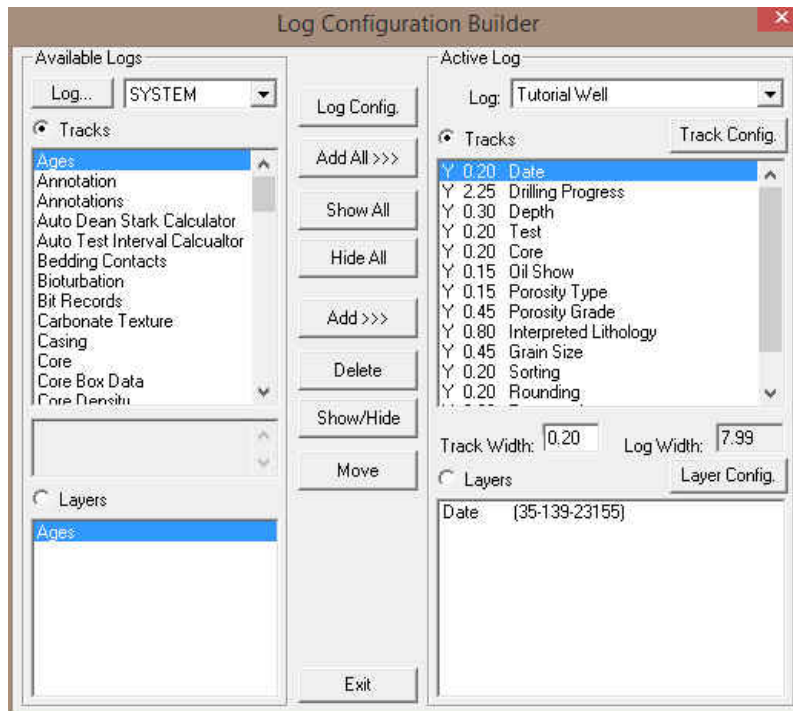 Log Configuration Builder
Available Logs
Log... SYSTEM
Tracks
Ages
Annotation
Annotations
Auto Dean Stark Calculator
Auto Test Interval Calcualtor
Bedding Contacts
Bioturbation
Bit Records
Carbonate Texture
Casing
Core
Core Box Data
Core Density
Layers
Ages
Log Config.
Add All >>>
Show All
Hide All
Add >>>
Delete
Show/Hide
Move
Exit
Active Log
Log: Tutorial Well
Tracks Track Config.
Y 0.20 Date
Y 2.25 Drilling Progress
Y 0.30 Depth
Y 0.20 Test
Y 0.20 Core
Y 0.15 Oil Show
Y 0.15 Porosity Type
Y 0.45 Porosity Grade
Y 0.80 Interpreted Lithology
Y 0.45 Grain Size
Y 0.20 Sorting
Y 0.20 Rounding
Track Width: 0.20 Log Width: 7.99
Layers Layer Config.
Date (35-139-23155)